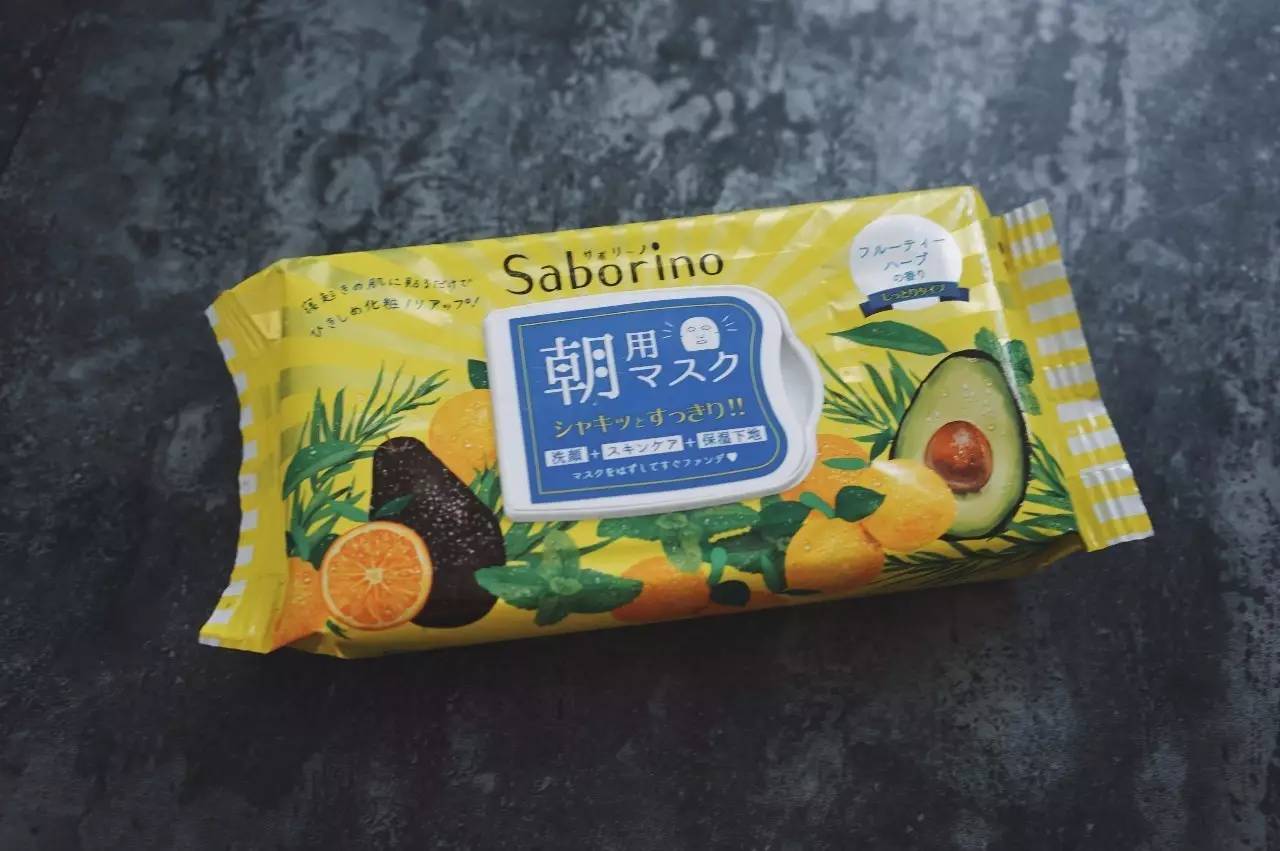 サボリーノ
Saborino
寝起きの肌に貼るだけで
ひきしめ化粧ノリアップ!
フルーティー
ハーブ
の香り
しっとりタイプ
朝用マスク
シャキッとすっきり!!
洗顔+スキンケア+保湿下地
マスクをはずしてすぐファンデ♥